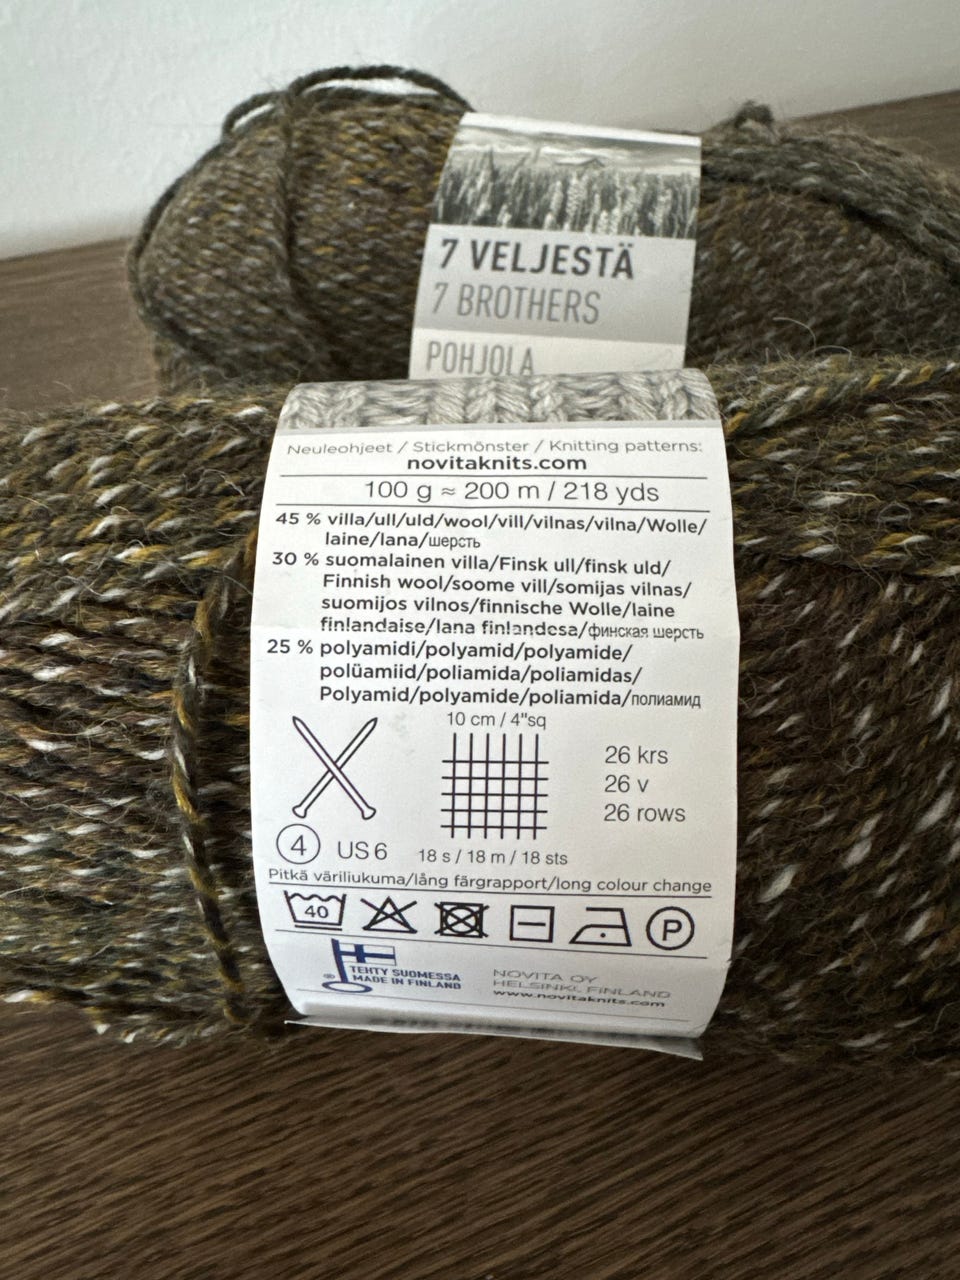 7 VELJESTÄ
7 BROTHERS
POHJOLA
Neuleohjeet / Stickmönster / Knitting patterns:
novitaknits.com
100 g ≈ 200 m / 218 yds
45 % villa/ull/uld/wool/vill/vilnas/vilna/Wolle/
laine/lana/шерсть
30 % suomalainen villa/Finsk ull/finsk uld/
Finnish wool/soome vill/somijas vilnas/
suomijos vilnos/finnische Wolle/laine
finlandaise/lana finlandesa/финская шерсть
25 % polyamidi/polyamid/polyamide/
polüamiid/poliamida/poliamidas/
Polyamid/polyamide/poliamida/полиамид
10 cm / 4"sq
26 krs
26 v
26 rows
4 US 6 18 s / 18 m / 18 sts
Pitkä väriliukuma/lång färgrapport/long colour change
40 P
® TEHTY SUOMESSA
MADE IN FINLAND
NOVITA OY
HELSINKI, FINLAND
www.novitaknits.com